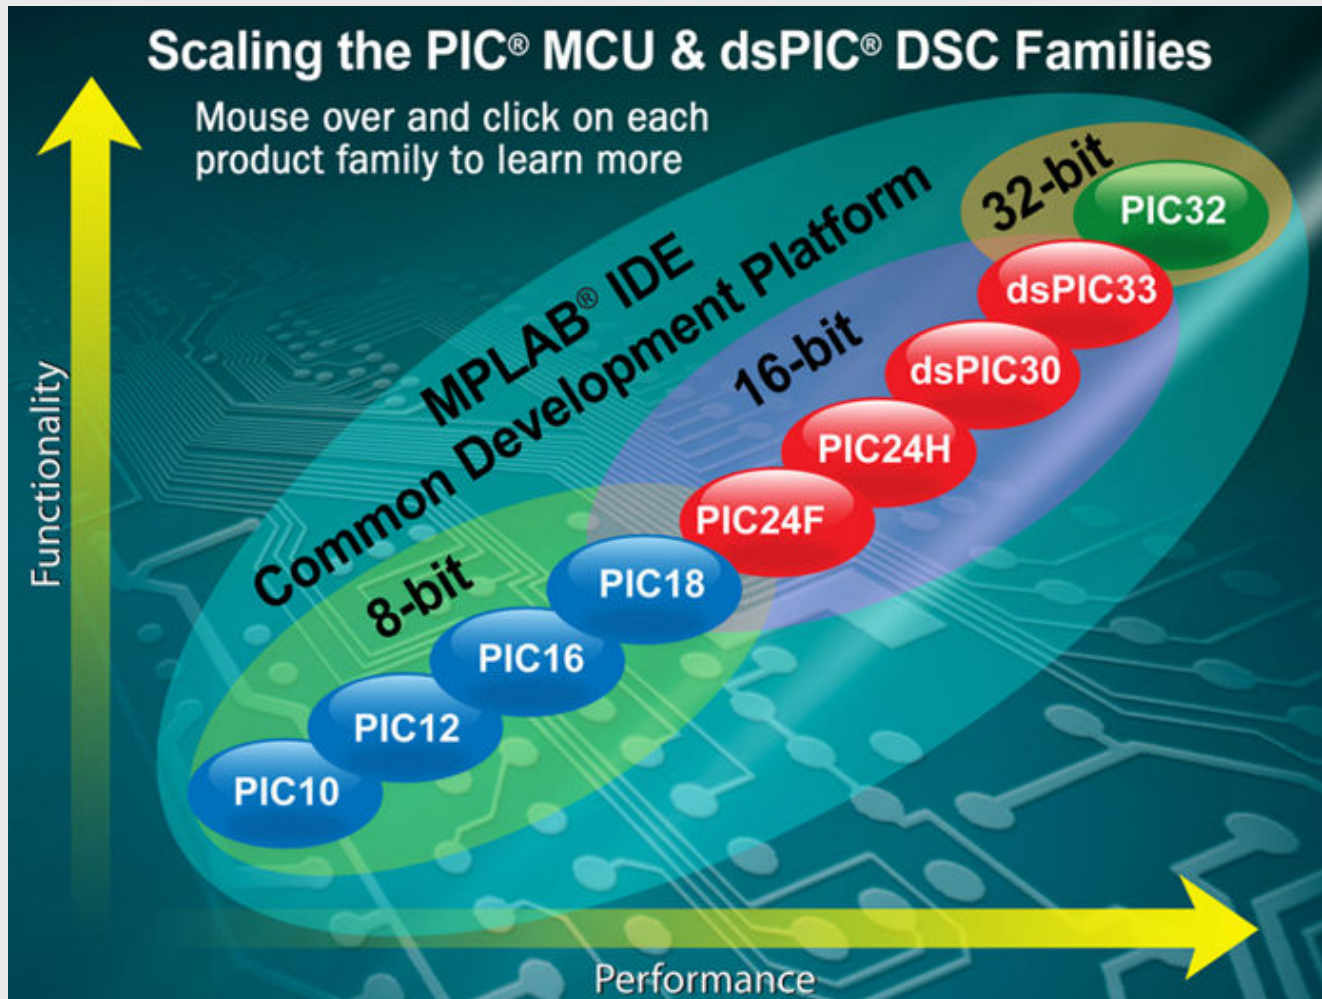 Scaling the PIC® MCU & dsPIC® DSC Families
Mouse over and click on each
product family to learn more
32-bit
PIC32
MPLAB® IDE
Common Development Platform
dsPIC33
16-bit
dsPIC30
PIC24H
PIC24F
8-bit
PIC18
PIC16
PIC12
PIC10
Functionality
Performance